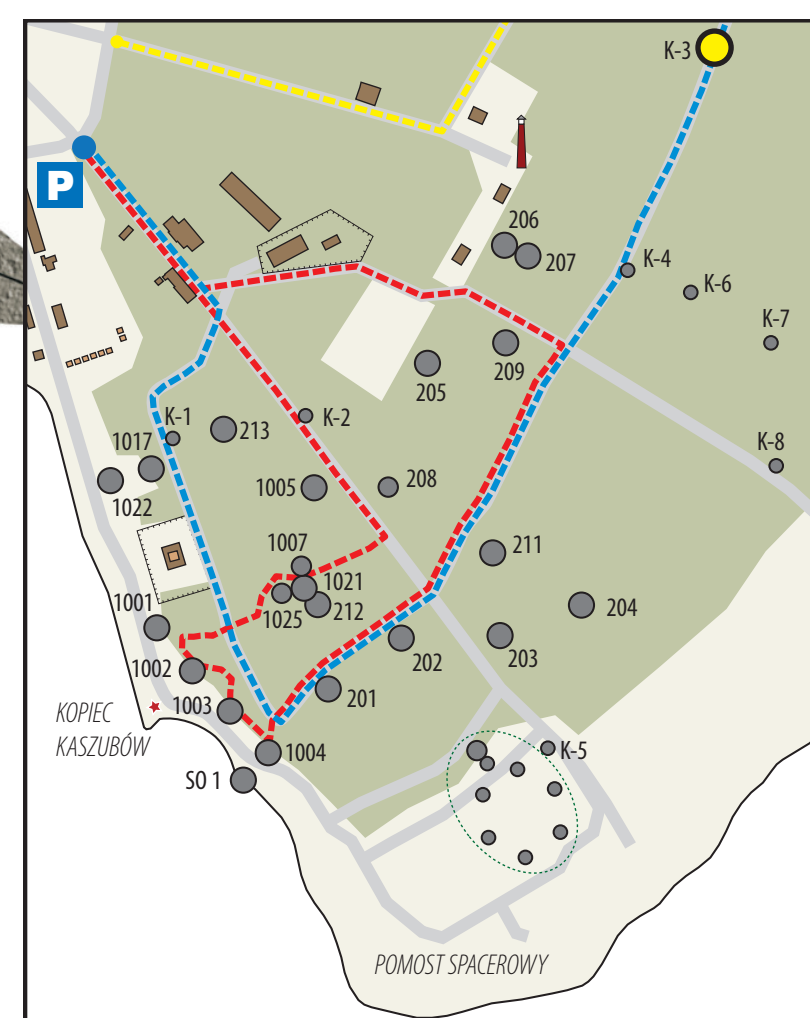 K-3
P
206
207
K-4
K-6
K-7
209
205
K-2
K-1
213
1017
K-8
1022
1005
208
1007
211
1021
1025
212
204
1001
202
203
1002
201
1003
KOPIEC
KASZUBÓW
1004
K-5
SO 1
POMOST SPACEROWY